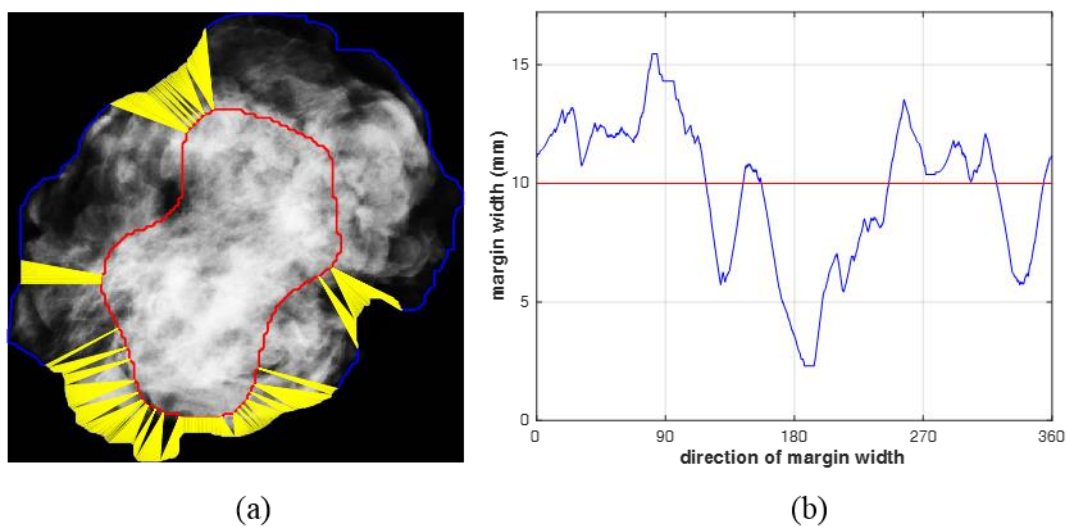 15
10
5
0
0 90 180 270 360
margin width (mm)
direction of margin width
(a) (b)